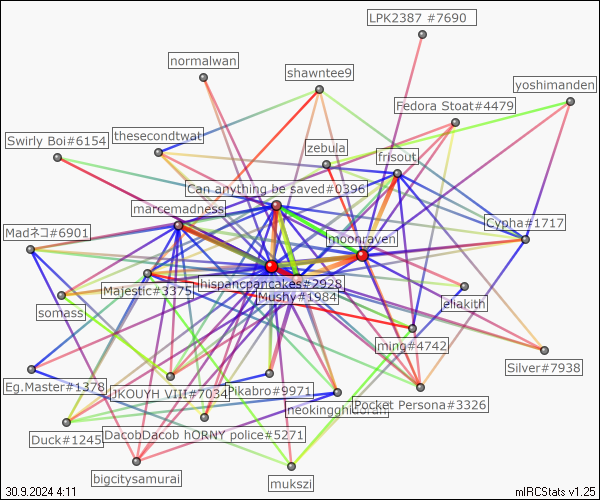 LPK2387 #7690
normalwan
shawntee9
yoshimanden
Fedora Stoat#4479
thesecondtwat
Swirly Boi#6154
zebula
frisout
Can anything be saved#0396
marcemadness
Cypha#1717
Madネコ#6901
moonraven
hispancpancakes#2928
Majestic#3375
Mushy#1984
eliakith
somass
ming#4742
Silver#7938
Eg.Master#1378
JKOUYH VIII#7034
Pikabro#9971
Pocket Persona#3326
Duck#1245
DacobDacob hORNY police#5271
bigcitysamurai
mukszi
30.9.2024 4:11
mIRCStats v1.25